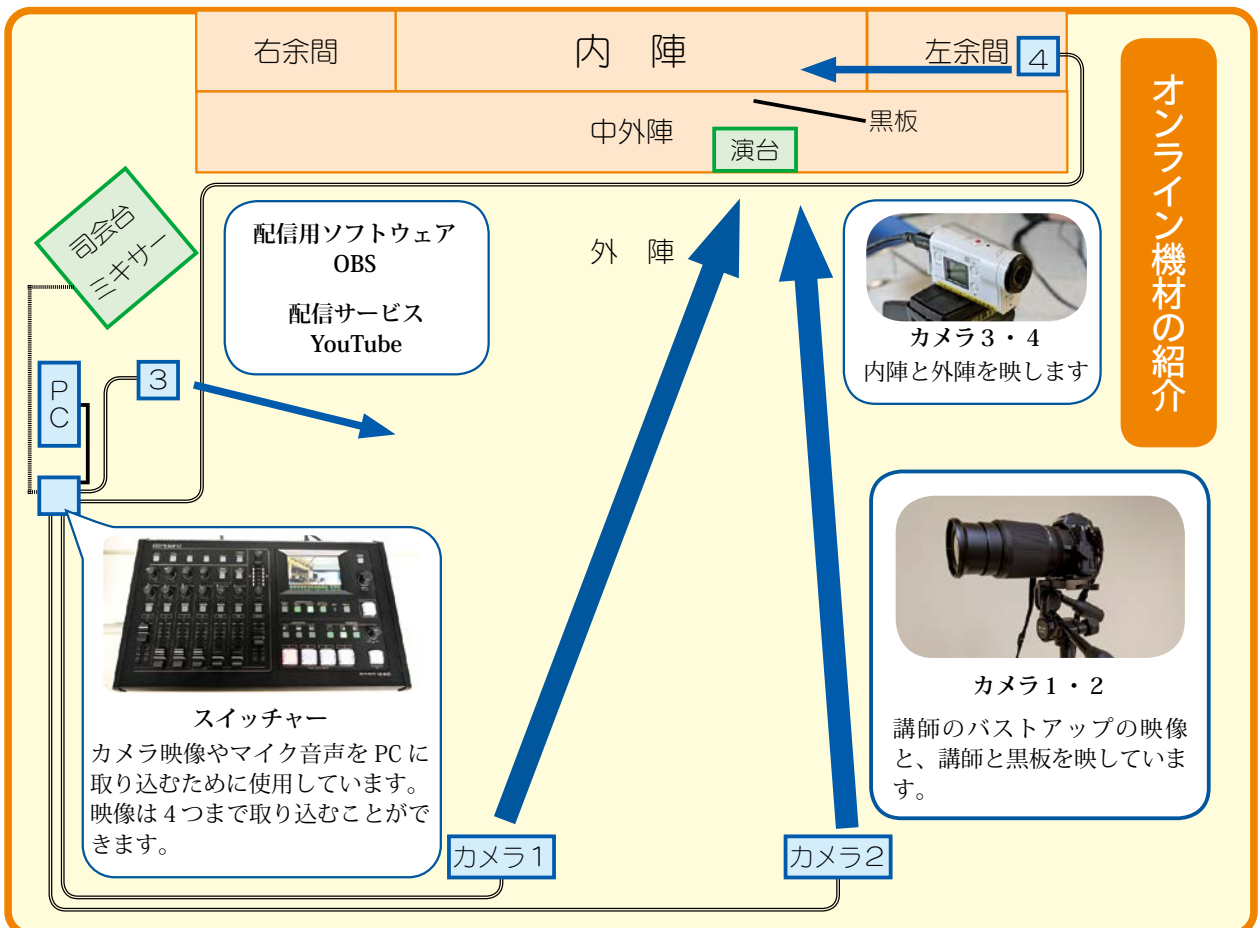 オンライン機材の紹介
右余間
内陣
左余間
4
中外陣
黒板
演台
外陣
司会台
ミキサー
配信用ソフトウェア
OBS
配信サービス
YouTube
カメラ3・4
内陣と外陣を映します
PC
3
スイッチャー
カメラ映像やマイク音声を PC に
取り込むために使用しています。
映像は 4 つまで取り込むことがで
きます。
カメラ1・2
講師のバストアップの映像
と、講師と黒板を映していま
す。
カメラ1
カメラ2
Roland